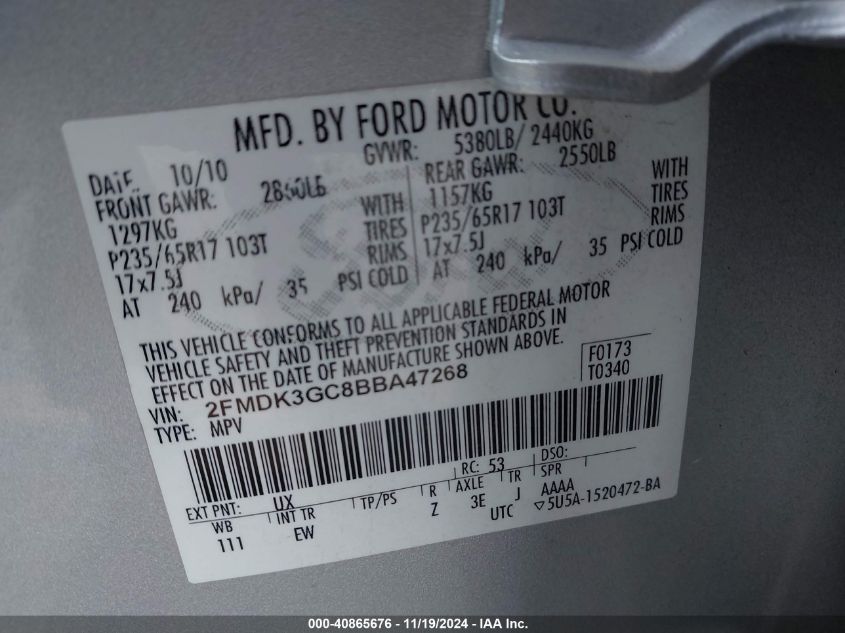 MFD. BY FORD MOTOR CO.
DATE: 10/10 GVWR: 5380LB/ 2440KG
FRONT GAWR: 2860LB REAR GAWR: 2550LB
1297KG WITH 1157KG WITH
P235/65R17 103T TIRES P235/65R17 103T TIRES
17x7.5J RIMS 17x7.5J RIMS
AT 240 kPa/ 35 PSI COLD AT 240 kPa/ 35 PSI COLD
THIS VEHICLE CONFORMS TO ALL APPLICABLE FEDERAL MOTOR
VEHICLE SAFETY AND THEFT PREVENTION STANDARDS IN
EFFECT ON THE DATE OF MANUFACTURE SHOWN ABOVE.
F0173
T0340
VIN: 2FMDK3GC8BBA47268
TYPE: MPV
EXT PNT: UX RC: 53 DSO:
WB INT TR TP/PS R AXLE TR SPR
111 EW Z 3E J AAAA
UTC ▽5U5A-1520472-BA
000-40865676 - 11/19/2024 - IAA Inc.